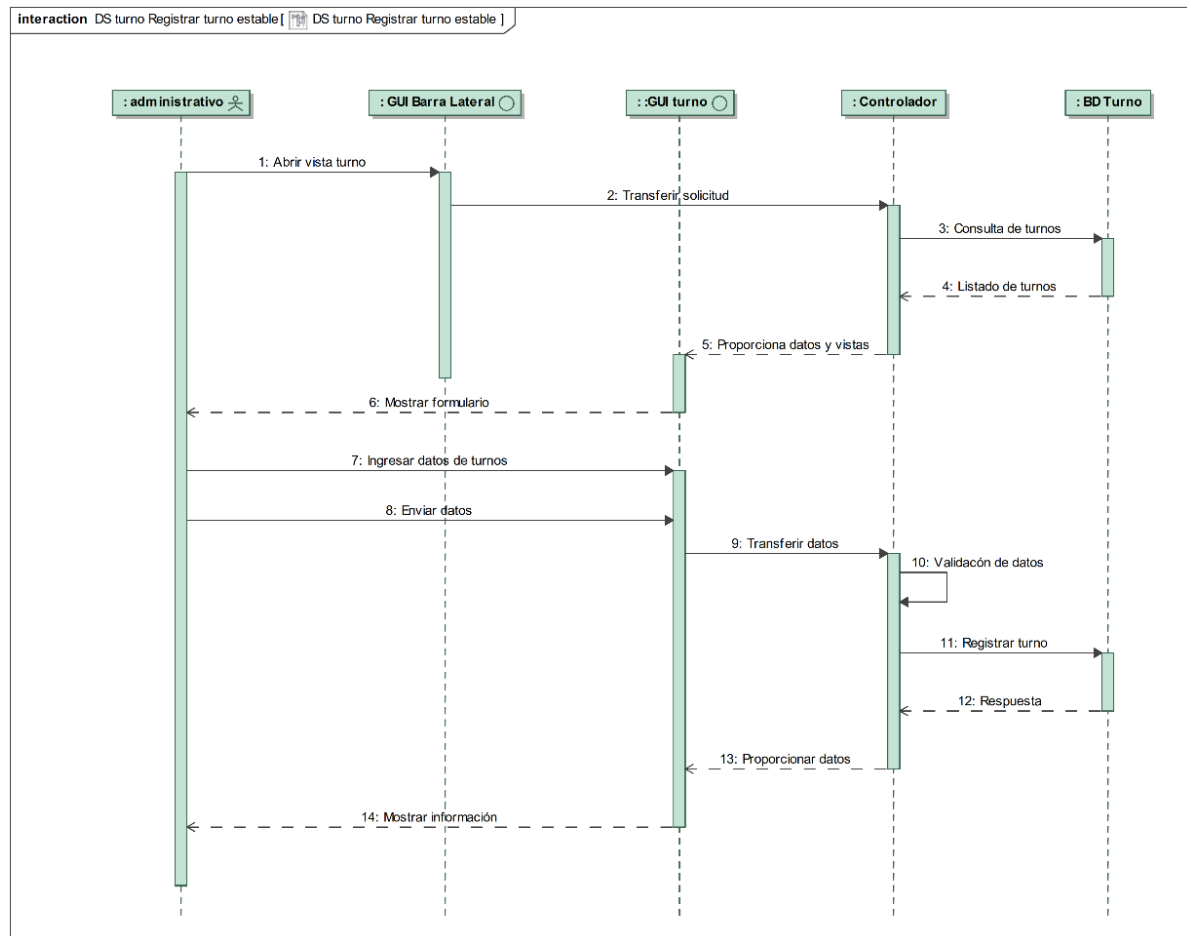 interaction DS turno Registrar turno estable[ DS turno Registrar turno estable ]
: administrativo
: GUI Barra Lateral
: :GUI turno
: Controlador
: BD Turno
1: Abrir vista turno
2: Transferir solicitud
3: Consulta de turnos
4: Listado de turnos
5: Proporciona datos y vistas
6: Mostrar formulario
7: Ingresar datos de turnos
8: Enviar datos
9: Transferir datos
10: Validacón de datos
11: Registrar turno
12: Respuesta
13: Proporcionar datos
14: Mostrar información